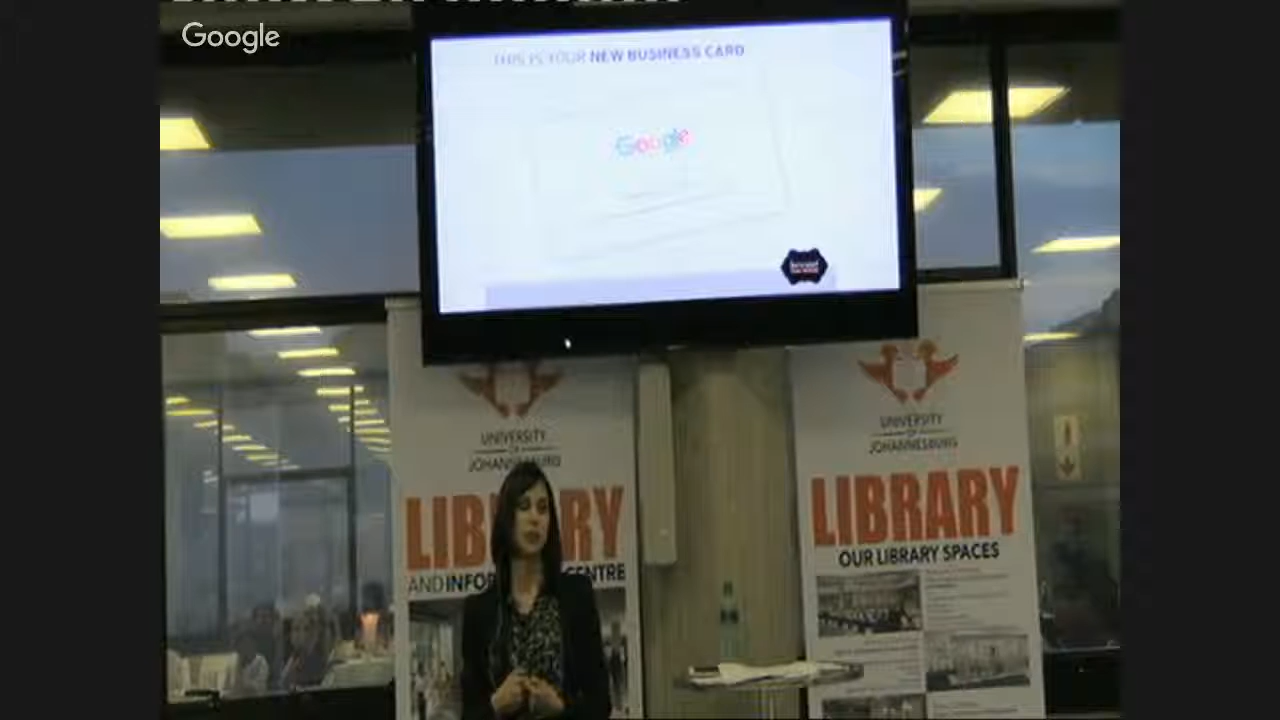 Google
THIS IS YOUR NEW BUSINESS CARD
Google
UNIVERSITY
OF
JOHANNESBURG
LIBRARY
AND INFO CENTRE
UNIVERSITY
OF
JOHANNESBURG
LIBRARY
OUR LIBRARY SPACES